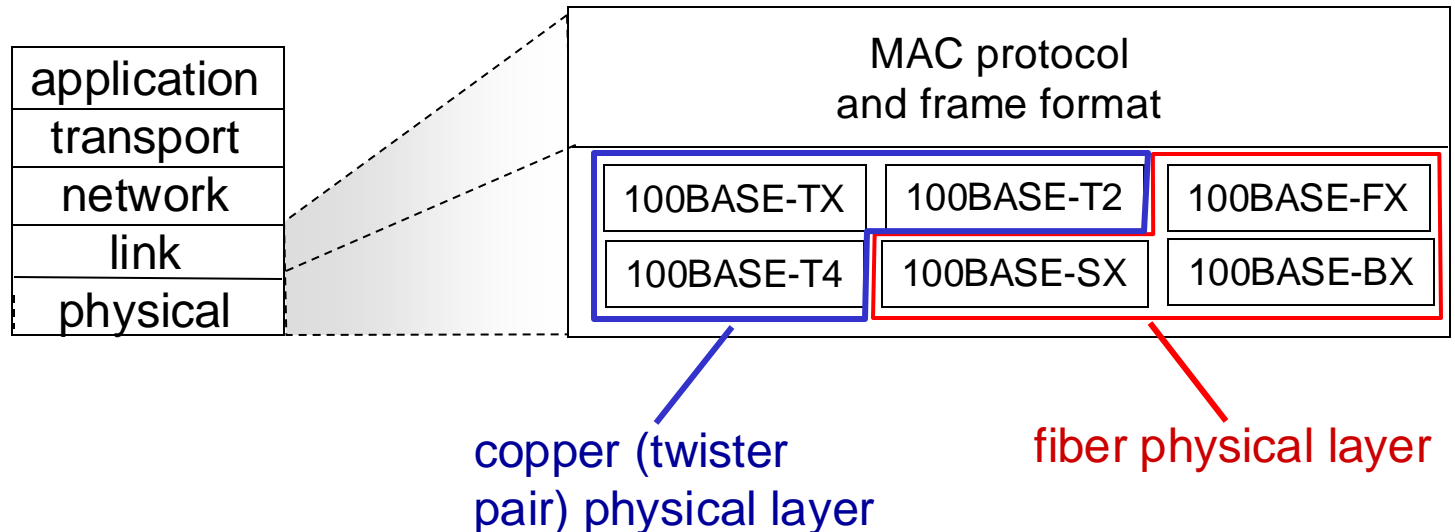 application
transport
network
link
physical
MAC protocol
and frame format
100BASE-TX
100BASE-T2
100BASE-FX
100BASE-T4
100BASE-SX
100BASE-BX
copper (twister
pair) physical layer
fiber physical layer